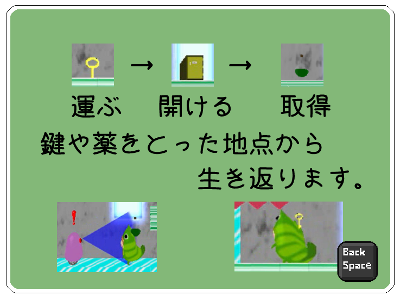 運ぶ → 開ける → 取得
鍵や薬をとった地点から
生き返ります。
!
?
Back
Space